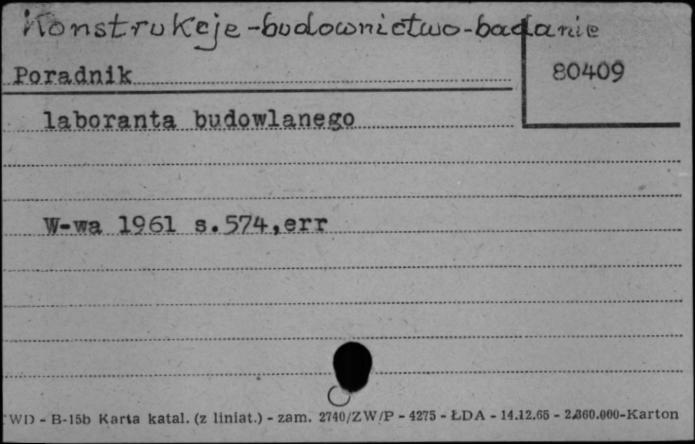 Konstrukcje-budownictwo-badanie
Poradnik
80409
laboranta budowlanego
W-wa 1961 s.574,err
WD - B-15b Karta katal. (z liniat.) - zam. 2740/ZW/P - 4275 - ŁDA - 14.12.65 - 2.360.000-Karton